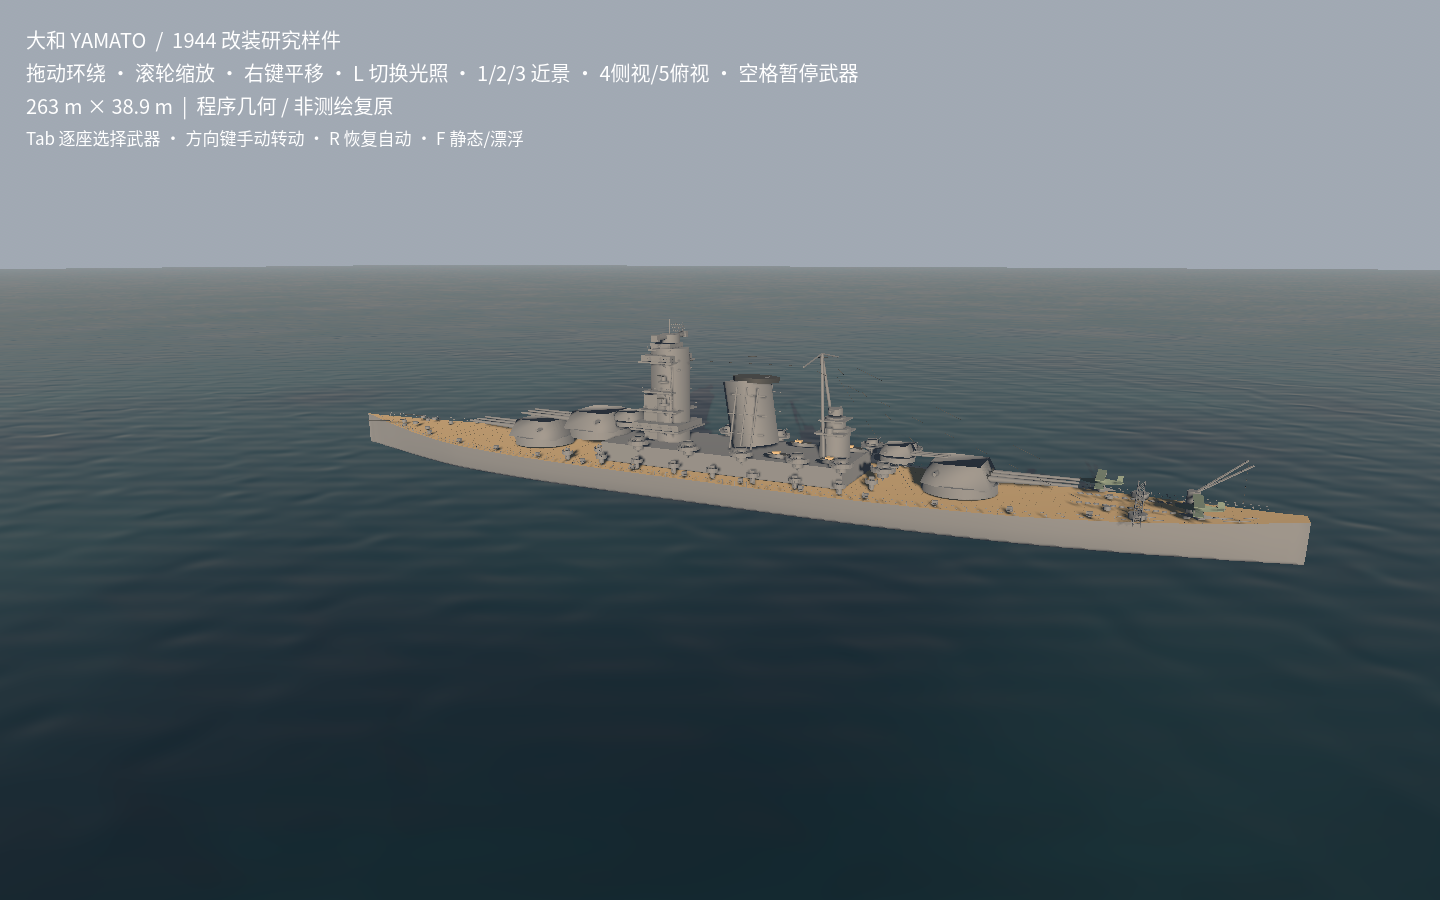 大和 YAMATO / 1944 改装研究样件
拖动环绕 · 滚轮缩放 · 右键平移 · L 切换光照 · 1/2/3 近景 · 4侧视/5俯视 · 空格暂停武器
263 m × 38.9 m | 程序几何 / 非测绘复原
Tab 逐座选择武器 · 方向键手动转动 · R 恢复自动 · F 静态/漂浮